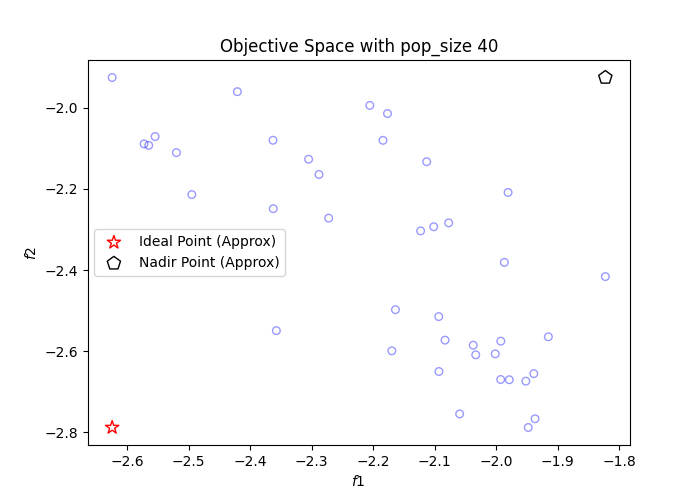 Objective Space with pop_size 40
f2
−2.0
−2.2
−2.4
−2.6
−2.8
Ideal Point (Approx)
Nadir Point (Approx)
−2.6
−2.5
−2.4
−2.3
−2.2
−2.1
−2.0
−1.9
−1.8
f1